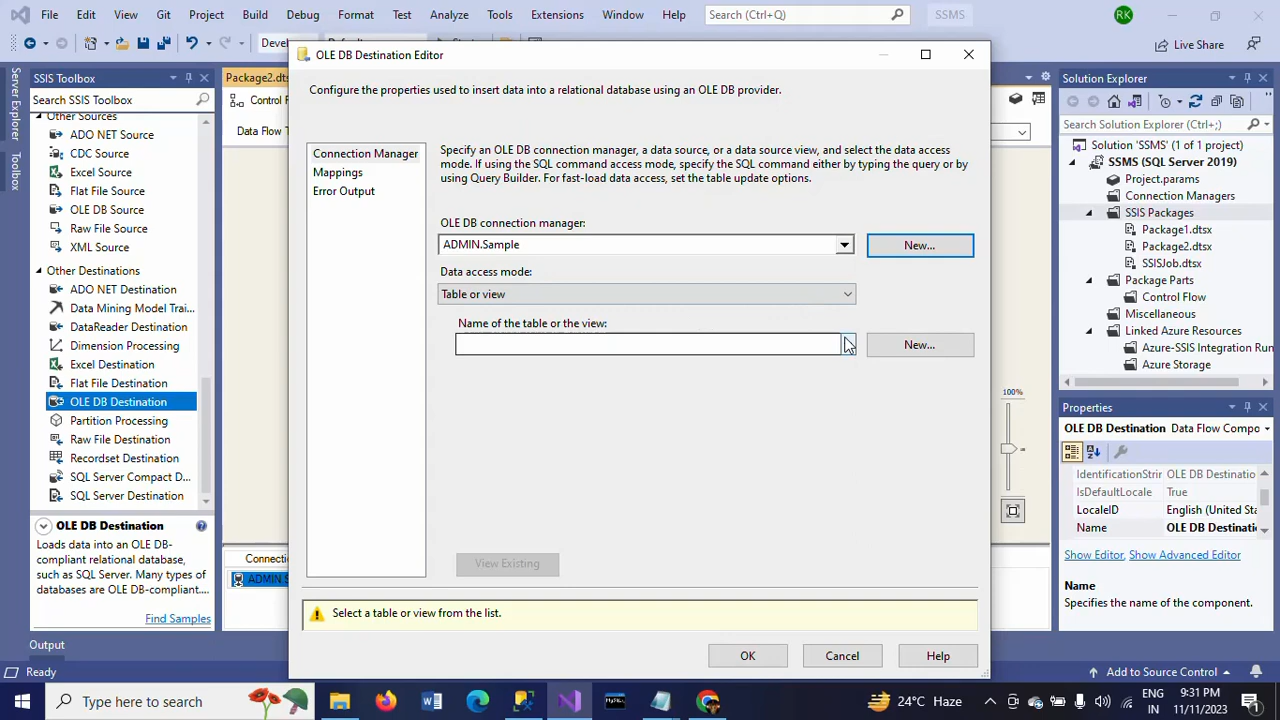 File Edit View Git Project Build Debug Format Test Analyze Tools Extensions Window Help Search (Ctrl+Q) SSMS RK
Live Share
Server Explorer
Toolbox
SSIS Toolbox
Search SSIS Toolbox
Other Sources
ADO NET Source
CDC Source
Excel Source
Flat File Source
OLE DB Source
Raw File Source
XML Source
Other Destinations
ADO NET Destination
Data Mining Model Trai...
DataReader Destination
Dimension Processing
Excel Destination
Flat File Destination
OLE DB Destination
Partition Processing
Raw File Destination
Recordset Destination
SQL Server Compact D...
SQL Server Destination
OLE DB Destination
Loads data into an OLE DB-
compliant relational database,
such as SQL Server. Many types of
databases are OLE DB-compliant...
Find Samples
Package2.dts
Control F
Data Flow T
Connectio
ADMIN S
100%
OLE DB Destination Editor
Configure the properties used to insert data into a relational database using an OLE DB provider.
Connection Manager
Mappings
Error Output
Specify an OLE DB connection manager, a data source, or a data source view, and select the data access
mode. If using the SQL command access mode, specify the SQL command either by typing the query or by
using Query Builder. For fast-load data access, set the table update options.
OLE DB connection manager:
ADMIN.Sample New...
Data access mode:
Table or view
Name of the table or the view:
New...
View Existing
Select a table or view from the list.
OK Cancel Help
Solution Explorer
Search Solution Explorer (Ctrl+;)
Solution 'SSMS' (1 of 1 project)
SSMS (SQL Server 2019)
Project.params
Connection Managers
SSIS Packages
Package1.dtsx
Package2.dtsx
SSISJob.dtsx
Package Parts
Control Flow
Miscellaneous
Linked Azure Resources
Azure-SSIS Integration Run
Azure Storage
Properties
OLE DB Destination Data Flow Compo
IdentificationStrir OLE DB Destinatio
IsDefaultLocale True
LocaleID English (United Sta
Name OLE DB Destinatio
Show Editor, Show Advanced Editor
Name
Specifies the name of the component.
Output
Ready
Add to Source Control
Type here to search
24°C Haze
ENG
IN
9:31 PM
11/11/2023